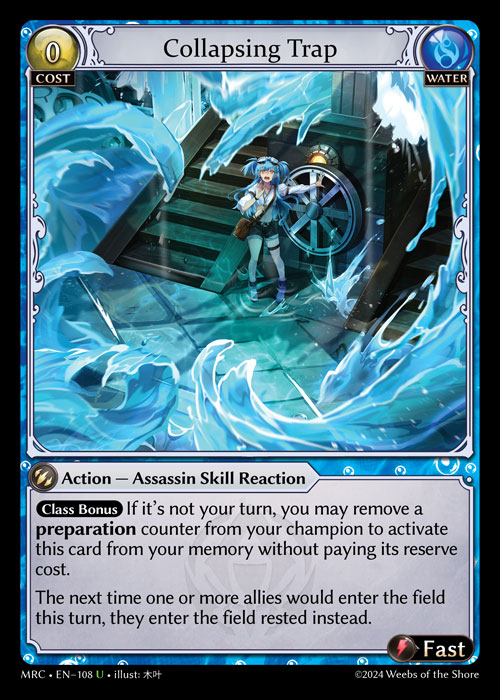 0
COST
Collapsing Trap
WATER
Action — Assassin Skill Reaction
Class Bonus If it's not your turn, you may remove a
preparation counter from your champion to activate
this card from your memory without paying its reserve
cost.
The next time one or more allies would enter the field
this turn, they enter the field rested instead.
Fast
MRC • EN–108 U • illust: 木叶
©2024 Weebs of the Shore